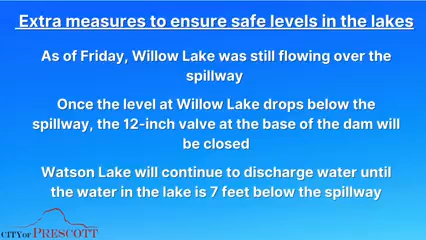 Extra measures to ensure safe levels in the lakes
As of Friday, Willow Lake was still flowing over the
spillway
Once the level at Willow Lake drops below the
spillway, the 12-inch valve at the base of the dam will
be closed
Watson Lake will continue to discharge water until
the water in the lake is 7 feet below the spillway
CITY OF PRESCOTT